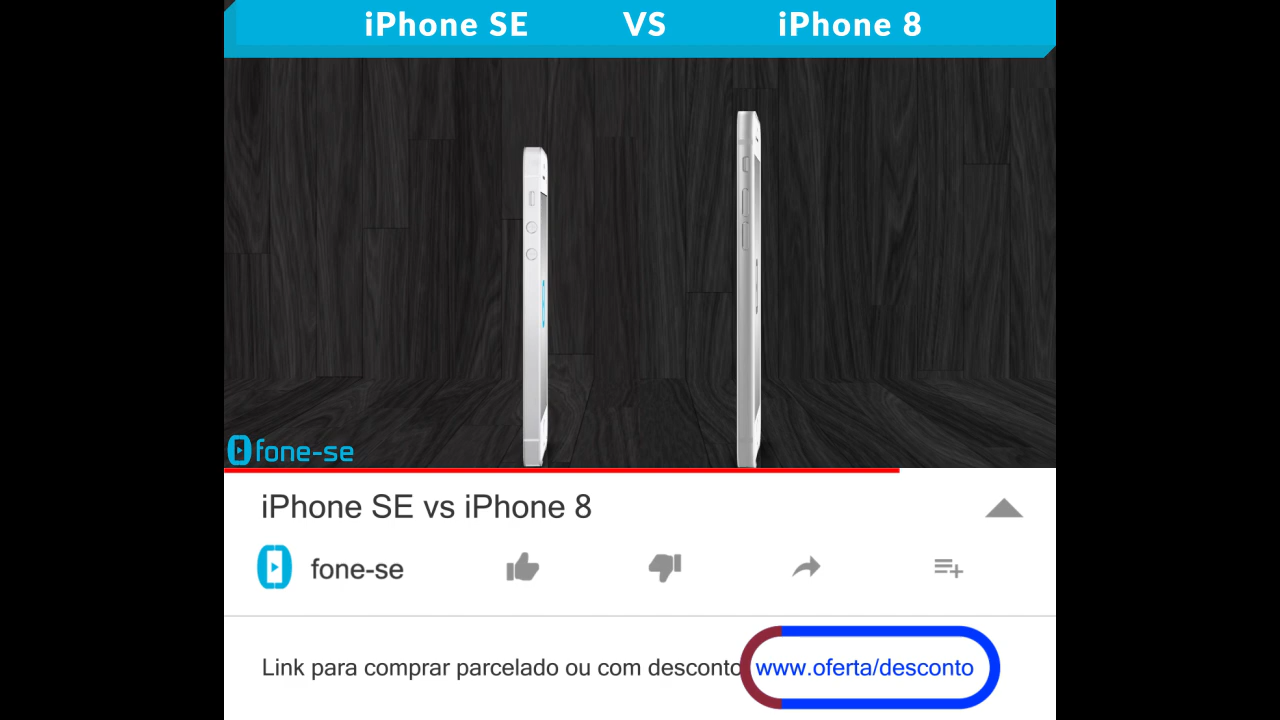 iPhone SE VS iPhone 8
fone-se
iPhone SE vs iPhone 8
fone-se
Link para comprar parcelado ou com desconto www.oferta/desconto